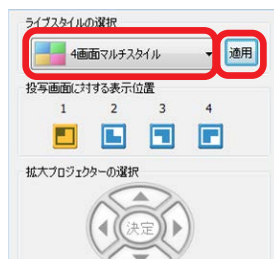 ライブスタイルの選択
4画面マルチスタイル
適用
投写画面に対する表示位置
1 2 3 4
拡大プロジェクターの選択
決定